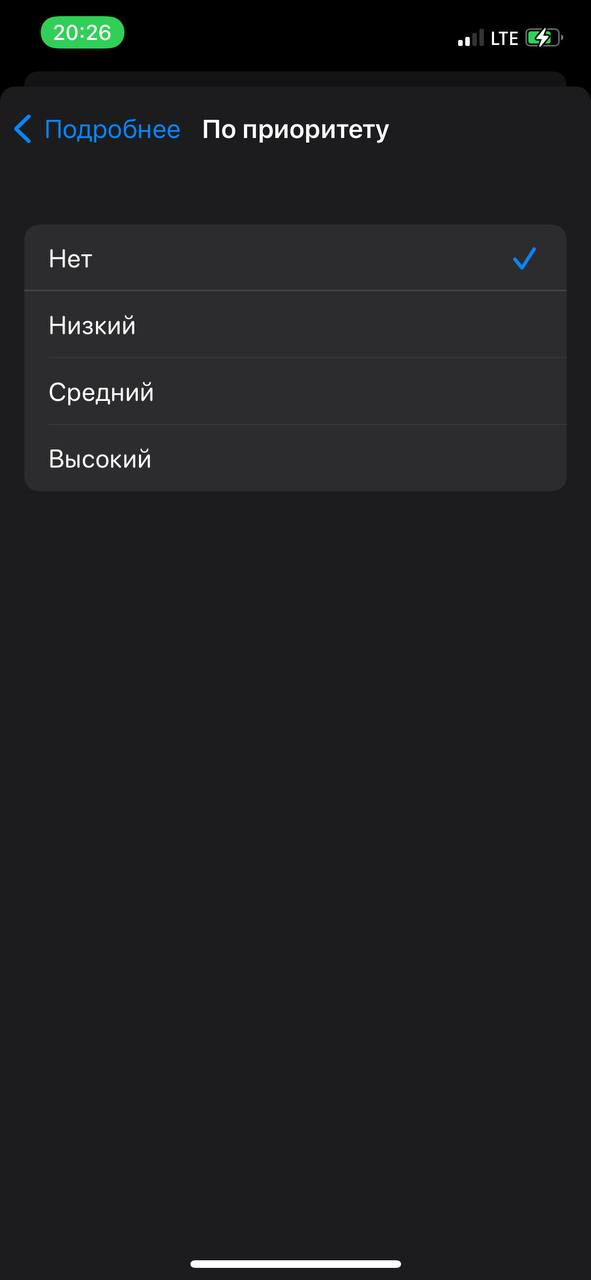 20:26
LTE
Подробнее По приоритету
Нет
Низкий
Средний
Высокий